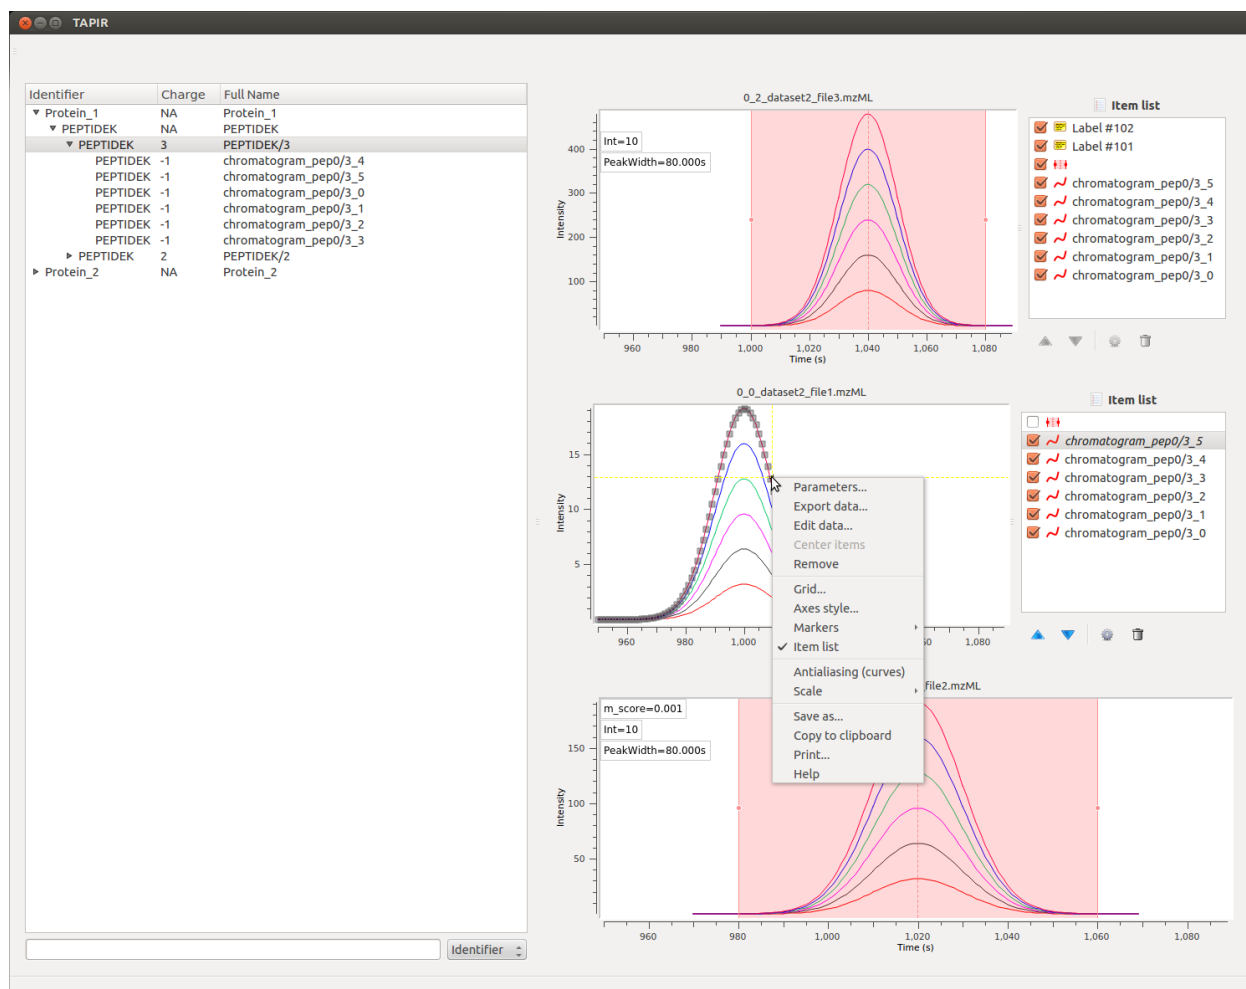 TAPIR
Identifier Charge Full Name
Protein_1 NA Protein_1
PEPTIDEK NA PEPTIDEK
PEPTIDEK 3 PEPTIDEK/3
PEPTIDEK -1 chromatogram_pep0/3_4
PEPTIDEK -1 chromatogram_pep0/3_5
PEPTIDEK -1 chromatogram_pep0/3_0
PEPTIDEK -1 chromatogram_pep0/3_1
PEPTIDEK -1 chromatogram_pep0/3_2
PEPTIDEK -1 chromatogram_pep0/3_3
PEPTIDEK 2 PEPTIDEK/2
Protein_2 NA Protein_2
Identifier
0_2_dataset2_file3.mzML
Int=10
PeakWidth=80.000s
Intensity
400
300
200
100
960 980 1,000 1,020 1,040 1,060 1,080
Time (s)
Item list
Label #102
Label #101
chromatogram_pep0/3_5
chromatogram_pep0/3_4
chromatogram_pep0/3_3
chromatogram_pep0/3_2
chromatogram_pep0/3_1
chromatogram_pep0/3_0
0_0_dataset2_file1.mzML
Intensity
15
10
5
960 980 1,000 60 1,080
Item list
chromatogram_pep0/3_5
chromatogram_pep0/3_4
chromatogram_pep0/3_3
chromatogram_pep0/3_2
chromatogram_pep0/3_1
chromatogram_pep0/3_0
Parameters...
Export data...
Edit data...
Center items
Remove
Grid...
Axes style...
Markers
Item list
Antialiasing (curves)
Scale
Save as...
Copy to clipboard
Print...
Help
_file2.mzML
m_score=0.001
Int=10
PeakWidth=80.000s
Intensity
150
100
50
960 980 1,000 1,020 1,040 1,060 1,080
Time (s)